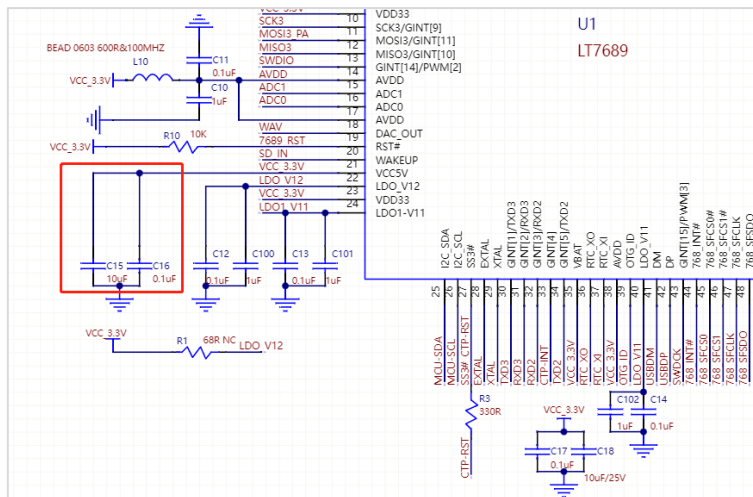 VCC_3.3V
SCK3
MOSI3_PA
MISO3
SWDIO
AVDD
ADC1
ADC0
WAV
7689_RST
SD_IN
VCC_3.3V
LDO_V12
VCC_3.3V
LDO1_V11
10
11
12
13
14
15
16
17
18
19
20
21
22
23
24
VDD33
SCK3/GINT[9]
MOSI3/GINT[11]
MISO3/GINT[10]
GINT[14]/PWM[2]
AVDD
ADC1
ADC0
AVDD
DAC_OUT
RST#
WAKEUP
VCC5V
LDO_V12
VDD33
LDO1-V11
U1
LT7689
BEAD 0603 600R&100MHZ
L10
VCC_3.3V
C11
0.1uF
C10
1uF
R10
10K
VCC_3.3V
C15
10uF
C16
0.1uF
C12
0.1uF
C100
1uF
C13
0.1uF
C101
1uF
VCC_3.3V
R1
68R NC
LDO_V12
I2C_SDA
I2C_SCL
SS3#
EXTAL
XTAL
GINT[1]/TXD3
GINT[2]/RXD3
GINT[3]/RXD2
GINT[4]
GINT[5]/TXD2
VBAT
RTC_XO
RTC_XI
AVDD
OTG_ID
LDO_V11
DM
DP
SWDCK
GINT[15]/PWM[3]
768_INT#
768_SFCS0#
768_SFCS1#
768_SFCLK
768_SFSDO
25
26
27
28
29
30
31
32
33
34
35
36
37
38
39
40
41
42
43
44
45
46
47
48
MCU-SDA
MCU-SCL
SS3#_CTP-RST
EXTAL
XTAL
TXD3
RXD3
RXD2
CTP-INT
TXD2
VCC_3.3V
RTC_XO
RTC_XI
VCC_3.3V
OTG_ID
LDO_V11
USBDM
USBDP
SWDCK
768_INT#
768_SFCS0
768_SFCS1
768_SFCLK
768_SFSDO
R3
330R
CTP-RST
VCC_3.3V
C17
0.1uF
C18
10uF/25V
C102
1uF
C14
0.1uF